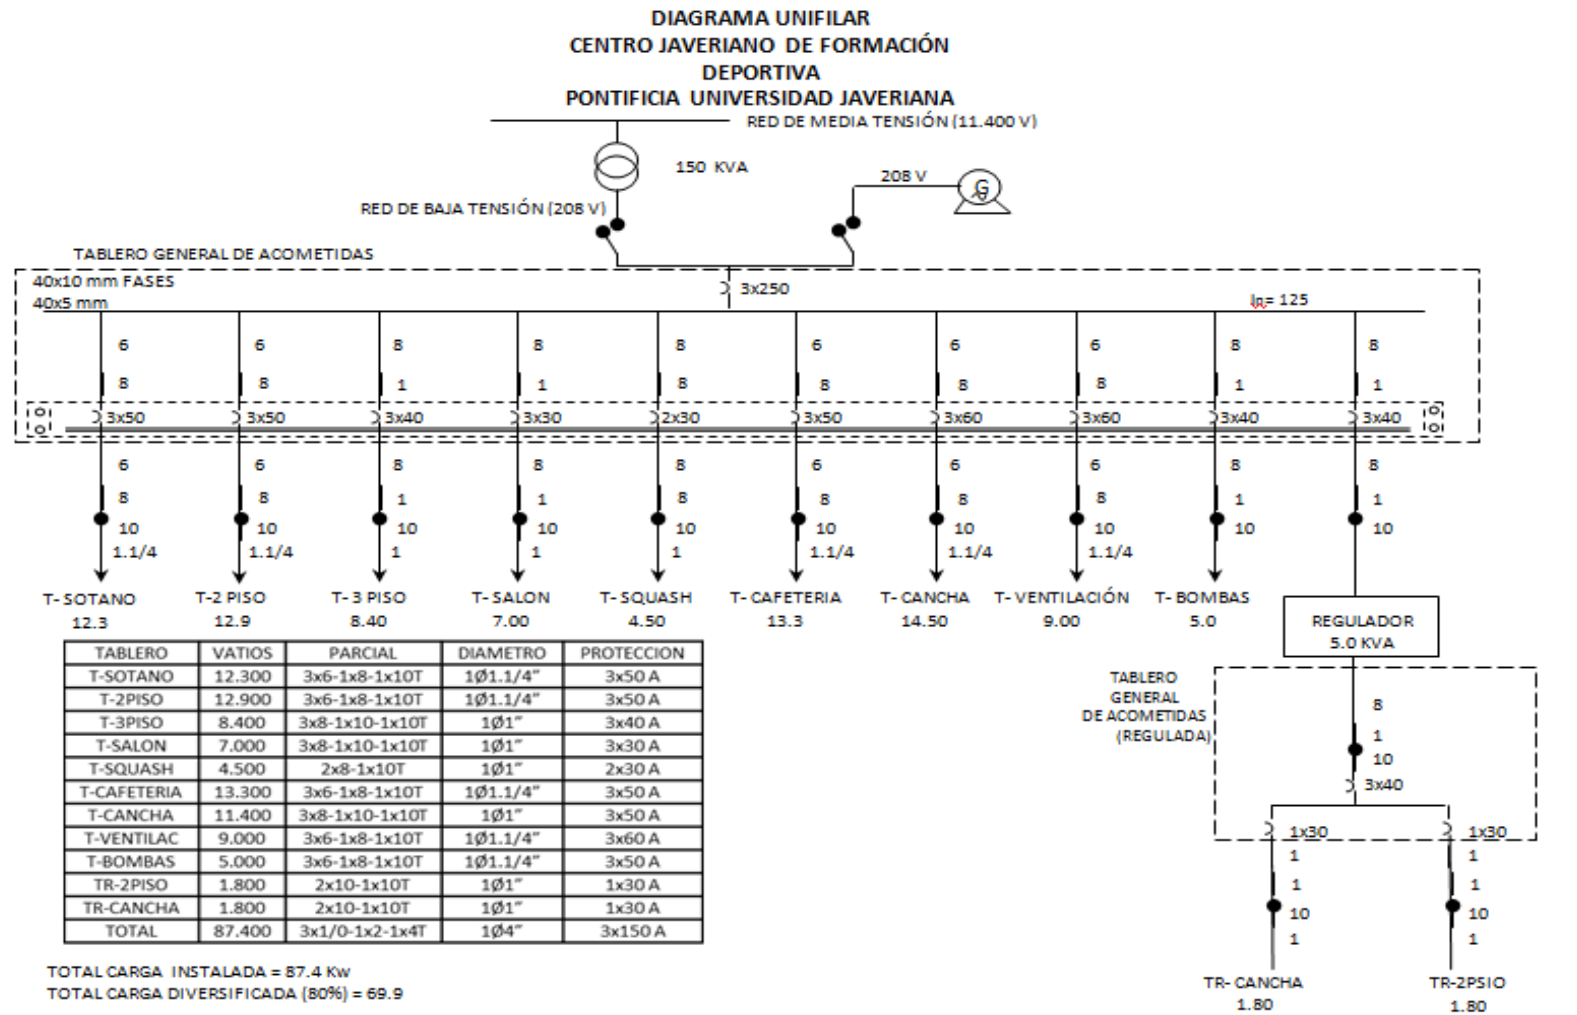 DIAGRAMA UNIFILAR
CENTRO JAVERIANO DE FORMACIÓN
DEPORTIVA
PONTIFICIA UNIVERSIDAD JAVERIANA
RED DE MEDIA TENSIÓN (11.400 V)
150 KVA
208 V
G
RED DE BAJA TENSIÓN (208 V)
TABLERO GENERAL DE ACOMETIDAS
40x10 mm FASES
3x250
40x5 mm
In= 125
6 6 8 8 8 6 6 6 8 8
8 8 1 1 8 8 8 8 1 1
3x50 3x50 3x40 3x30 2x30 3x50 3x60 3x60 3x40 3x40
6 6 8 8 8 6 6 6 8 8
8 8 1 1 8 8 8 8 1 1
10 10 10 10 10 10 10 10 10 10
1.1/4 1.1/4 1 1 1 1.1/4 1.1/4 1.1/4
T- SOTANO T-2 PISO T- 3 PISO T- SALON T- SQUASH T- CAFETERIA T- CANCHA T- VENTILACIÓN T- BOMBAS
12.3 12.9 8.40 7.00 4.50 13.3 14.50 9.00 5.0
REGULADOR
5.0 KVA
TABLERO VATIOS PARCIAL DIAMETRO PROTECCION
T-SOTANO 12.300 3x6-1x8-1x10T 1Ø1.1/4" 3x50 A
T-2PISO 12.900 3x6-1x8-1x10T 1Ø1.1/4" 3x50 A
T-3PISO 8.400 3x8-1x10-1x10T 1Ø1" 3x40 A
T-SALON 7.000 3x8-1x10-1x10T 1Ø1" 3x30 A
T-SQUASH 4.500 2x8-1x10T 1Ø1" 2x30 A
T-CAFETERIA 13.300 3x6-1x8-1x10T 1Ø1.1/4" 3x50 A
T-CANCHA 11.400 3x8-1x10-1x10T 1Ø1" 3x50 A
T-VENTILAC 9.000 3x6-1x8-1x10T 1Ø1.1/4" 3x60 A
T-BOMBAS 5.000 3x6-1x8-1x10T 1Ø1.1/4" 3x50 A
TR-2PISO 1.800 2x10-1x10T 1Ø1" 1x30 A
TR-CANCHA 1.800 2x10-1x10T 1Ø1" 1x30 A
TOTAL 87.400 3x1/0-1x2-1x4T 1Ø4" 3x150 A
TABLERO
GENERAL
DE ACOMETIDAS
(REGULADA)
8
1
10
3x40
1x30 1x30
1 1
1 1
10 10
1 1
TR- CANCHA TR-2PSIO
1.80 1.80
TOTAL CARGA INSTALADA = 87.4 Kw
TOTAL CARGA DIVERSIFICADA (80%) = 69.9